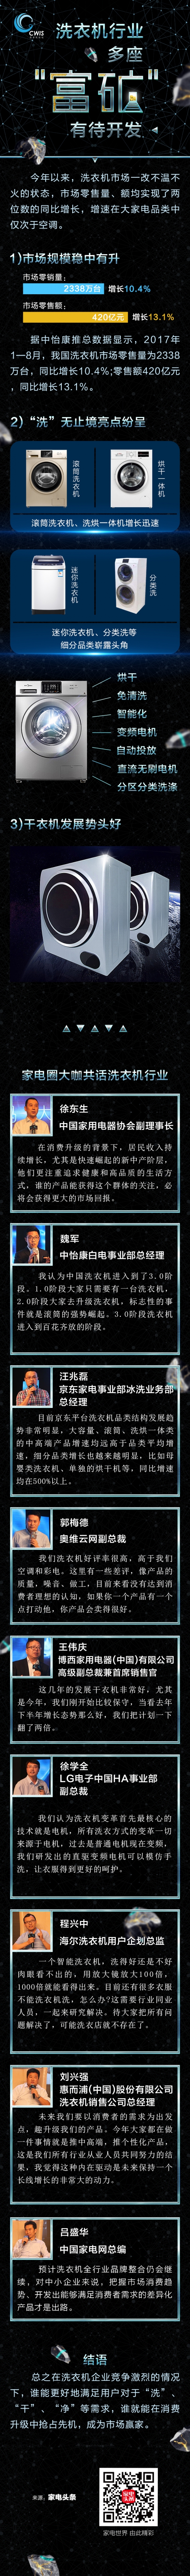 CWIS
洗衣机行业
多座
"富矿"
有待开发
今年以来，洗衣机市场一改不温不
火的状态，市场零售量、额均实现了两
位数的同比增长，增速在大家电品类中
仅次于空调。
1)市场规模稳中有升
市场零售量：
2338万台 增长10.4%
市场零售额：
420亿元 增长13.1%
据中怡康推总数据显示，2017年
1—8月，我国洗衣机市场零售量为2338
万台，同比增长10.4%;零售额420亿元
，同比增长13.1%。
2)“洗”无止境亮点纷呈
滚筒洗衣机
烘干一体机
滚筒洗衣机、洗烘一体机增长迅速
迷你洗衣机
分类洗
迷你洗衣机、分类洗等
细分品类崭露头角
烘干
免清洗
智能化
变频电机
自动投放
直流无刷电机
分区分类洗涤
3)干衣机发展势头好
家电圈大咖共话洗衣机行业
徐东生
中国家用电器协会副理事长
在消费升级的背景下，居民收入持
续增长，尤其是快速崛起的新中产阶层，
他们更注重追求健康和高品质的生活方
式，谁的产品能获得这个群体的关注，必
将会获得更大的市场回报。
魏军
中怡康白电事业部总经理
我认为中国洗衣机进入到了3.0阶
段。1.0阶段大家只需要有一台洗衣机，
2.0阶段大家去升级洗衣机，标志性的事
件就是滚筒的强势崛起。3.0阶段洗衣机
进入到百花齐放的阶段。
汪兆磊
京东家电事业部冰洗业务部
总经理
目前京东平台洗衣机品类结构发展趋
势非常明显，大容量、滚筒、洗烘一体类
的中高端产品增速均远高于品类平均增
速，细分品类增长也越来越明显，比如母
婴类洗衣机、单独的烘干机等，同比增速
均在500%以上。
郭梅德
奥维云网副总裁
我们洗衣机好评率很高，高于我们
空调和彩电。这里有一些差评，像产品的
质量，噪音、做工，目前来看没有达到消
费者理想的认知，如果你一个产品有一个
点打动他，你产品会卖得很好。
王伟庆
博西家用电器(中国)有限公司
高级副总裁兼首席销售官
这几年的发展干衣机非常好，尤其
是今年，我们刚开始比较保守，当看去年
下半年增长态势那么好，我们把计划一下
翻了两倍。
徐学全
LG电子中国HA事业部
副总裁
我们认为洗衣机变革首先最核心的
技术就是电机，所有洗衣方式的变革一切
来源于电机，过去是普通电机现在变频，
我们研发出的直驱变频电机可以模仿手
洗，让衣服得到更好的呵护。
程兴中
海尔洗衣机用户企划总监
一个智能洗衣机，洗得好还是不好
肉眼看不出的，用放大镜放大100倍，
1000倍就能看得出来。目前还有很多衣服
不能洗衣机洗，怎么办?这需要行业同业
人员，一起来研究解决。待大家把所有问
题解决了，可能洗衣店就不存在了。
刘兴强
惠而浦(中国)股份有限公司
洗衣机销售公司总经理
未来我们要以消费者的需求为出发
点，趣升级我们的产品。今年大家都在做
一件事情就是推中高端，推个性化产品，
这是我们所有行业从业人员共同努力的结
果，我觉得这种内在驱动是未来保持一个
长线增长的非常大的动力。
吕盛华
中国家电网总编
预计洗衣机全行业品牌整合仍会继
续，对中小企业来说，把握市场消费趋
势、开发出能够满足消费者需求的差异化
产品才是出路。
结语
总之在洗衣机企业竞争激烈的情况
下，谁能更好地满足用户对于“洗”、
“干”、“净”等需求，谁就能在消费
升级中抢占先机，成为市场赢家。
来源：家电头条
家电世界 由此精彩